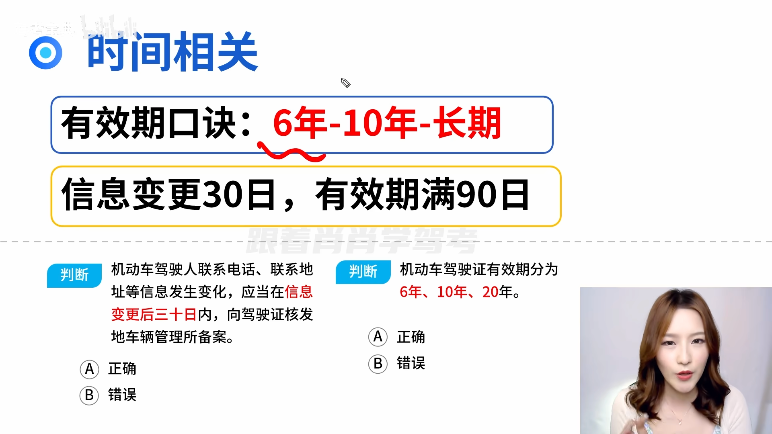 时间相关
有效期口诀：6年-10年-长期
信息变更30日，有效期满90日
跟着肖肖学驾考
判断
机动车驾驶人联系电话、联系地
址等信息发生变化，应当在信息
变更后三十日内，向驾驶证核发
地车辆管理所备案。
A 正确
B 错误
判断
机动车驾驶证有效期分为
6年、10年、20年。
A 正确
B 错误